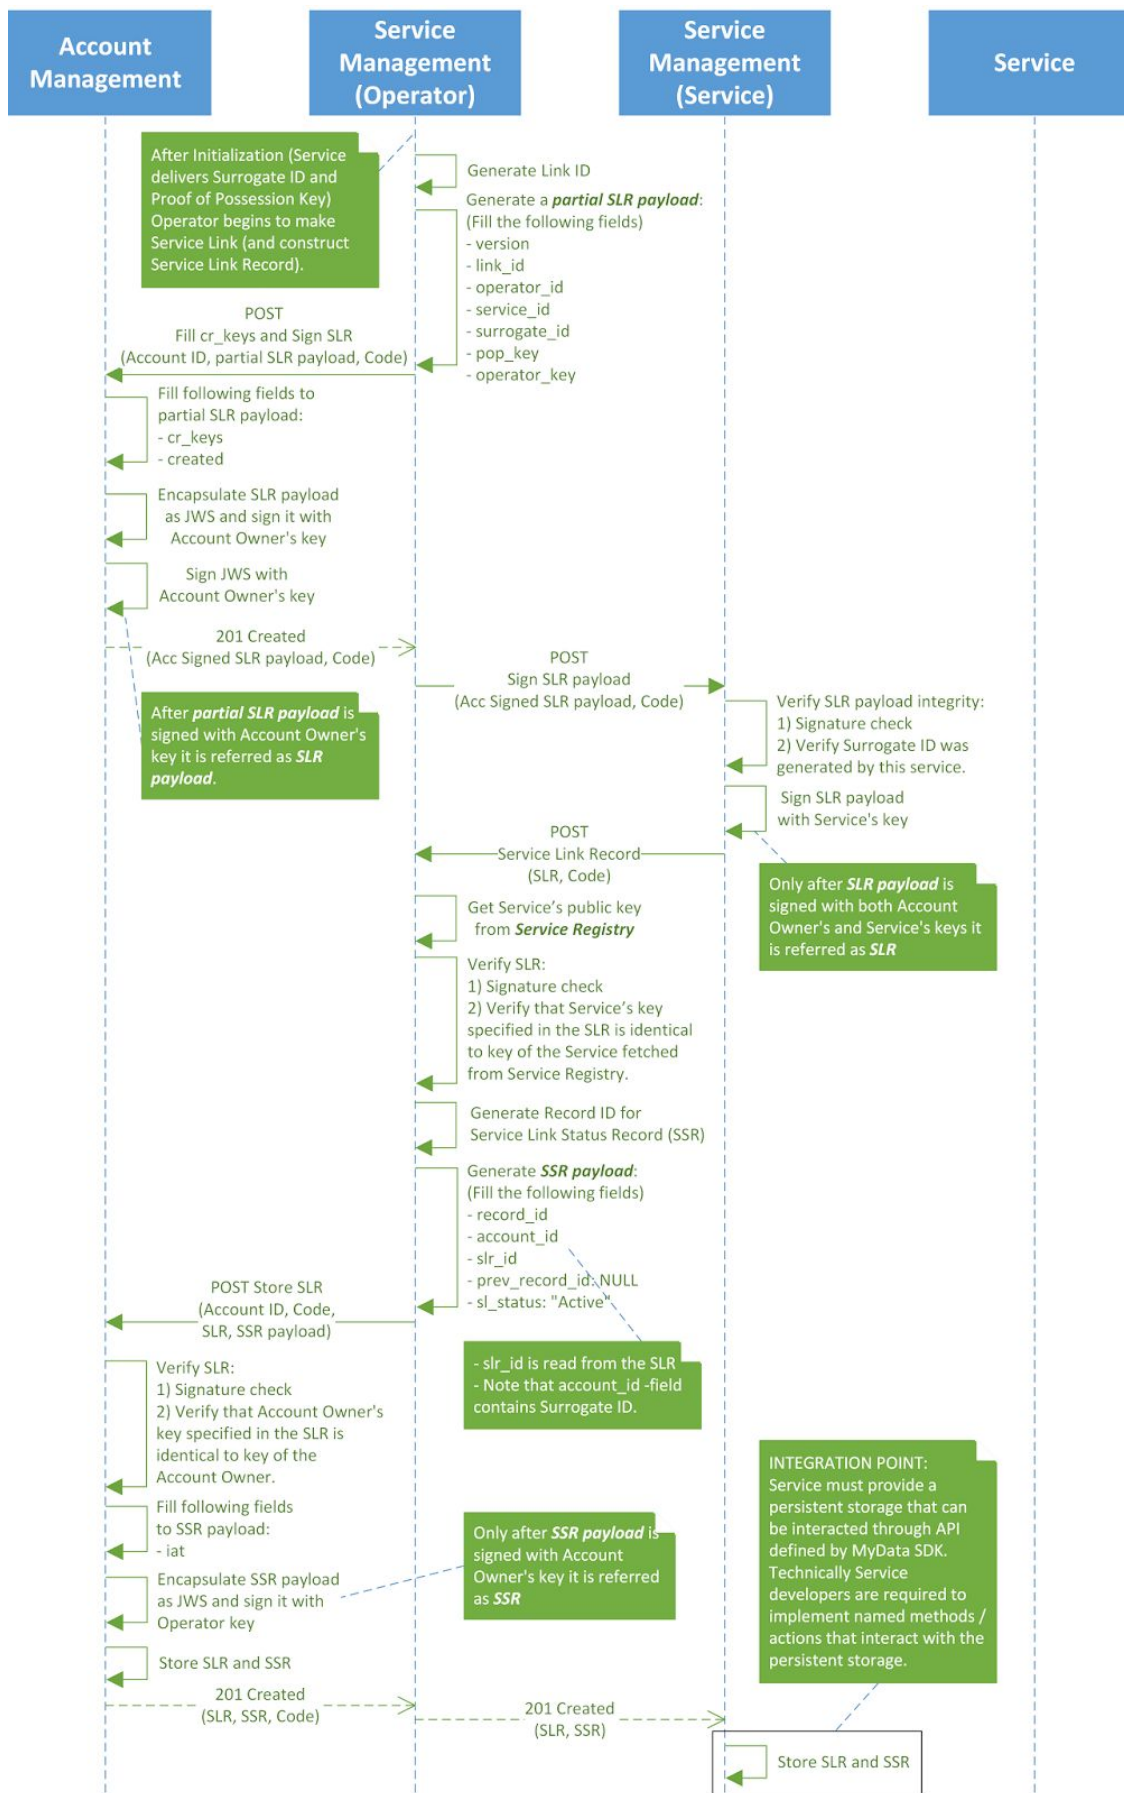 Account
Management
Service
Management
(Operator)
Service
Management
(Service)
Service
After Initialization (Service
delivers Surrogate ID and
Proof of Possession Key)
Operator begins to make
Service Link (and construct
Service Link Record).
Generate Link ID
Generate a partial SLR payload:
(Fill the following fields)
- version
- link_id
- operator_id
- service_id
- surrogate_id
- pop_key
- operator_key
POST
Fill cr_keys and Sign SLR
(Account ID, partial SLR payload, Code)
Fill following fields to
partial SLR payload:
- cr_keys
- created
Encapsulate SLR payload
as JWS and sign it with
Account Owner's key
Sign JWS with
Account Owner's key
201 Created
(Acc Signed SLR payload, Code)
POST
Sign SLR payload
(Acc Signed SLR payload, Code)
After partial SLR payload is
signed with Account Owner's
key it is referred as SLR
payload.
Verify SLR payload integrity:
1) Signature check
2) Verify Surrogate ID was
generated by this service.
Sign SLR payload
with Service's key
POST
Service Link Record
(SLR, Code)
Only after SLR payload is
signed with both Account
Owner's and Service's keys it
is referred as SLR
Get Service's public key
from Service Registry
Verify SLR:
1) Signature check
2) Verify that Service's key
specified in the SLR is identical
to key of the Service fetched
from Service Registry.
Generate Record ID for
Service Link Status Record (SSR)
Generate SSR payload:
(Fill the following fields)
- record_id
- account_id
- slr_id
- prev_record_id: NULL
- sl_status: "Active"
POST Store SLR
(Account ID, Code,
SLR, SSR payload)
- slr_id is read from the SLR
- Note that account_id -field
contains Surrogate ID.
Verify SLR:
1) Signature check
2) Verify that Account Owner's
key specified in the SLR is
identical to key of the
Account Owner.
Fill following fields
to SSR payload:
- iat
Only after SSR payload is
signed with Account
Owner's key it is referred
as SSR
Encapsulate SSR payload
as JWS and sign it with
Operator key
INTEGRATION POINT:
Service must provide a
persistent storage that can
be interacted through API
defined by MyData SDK.
Technically Service
developers are required to
implement named methods /
actions that interact with the
persistent storage.
Store SLR and SSR
201 Created
(SLR, SSR, Code)
201 Created
(SLR, SSR)
Store SLR and SSR